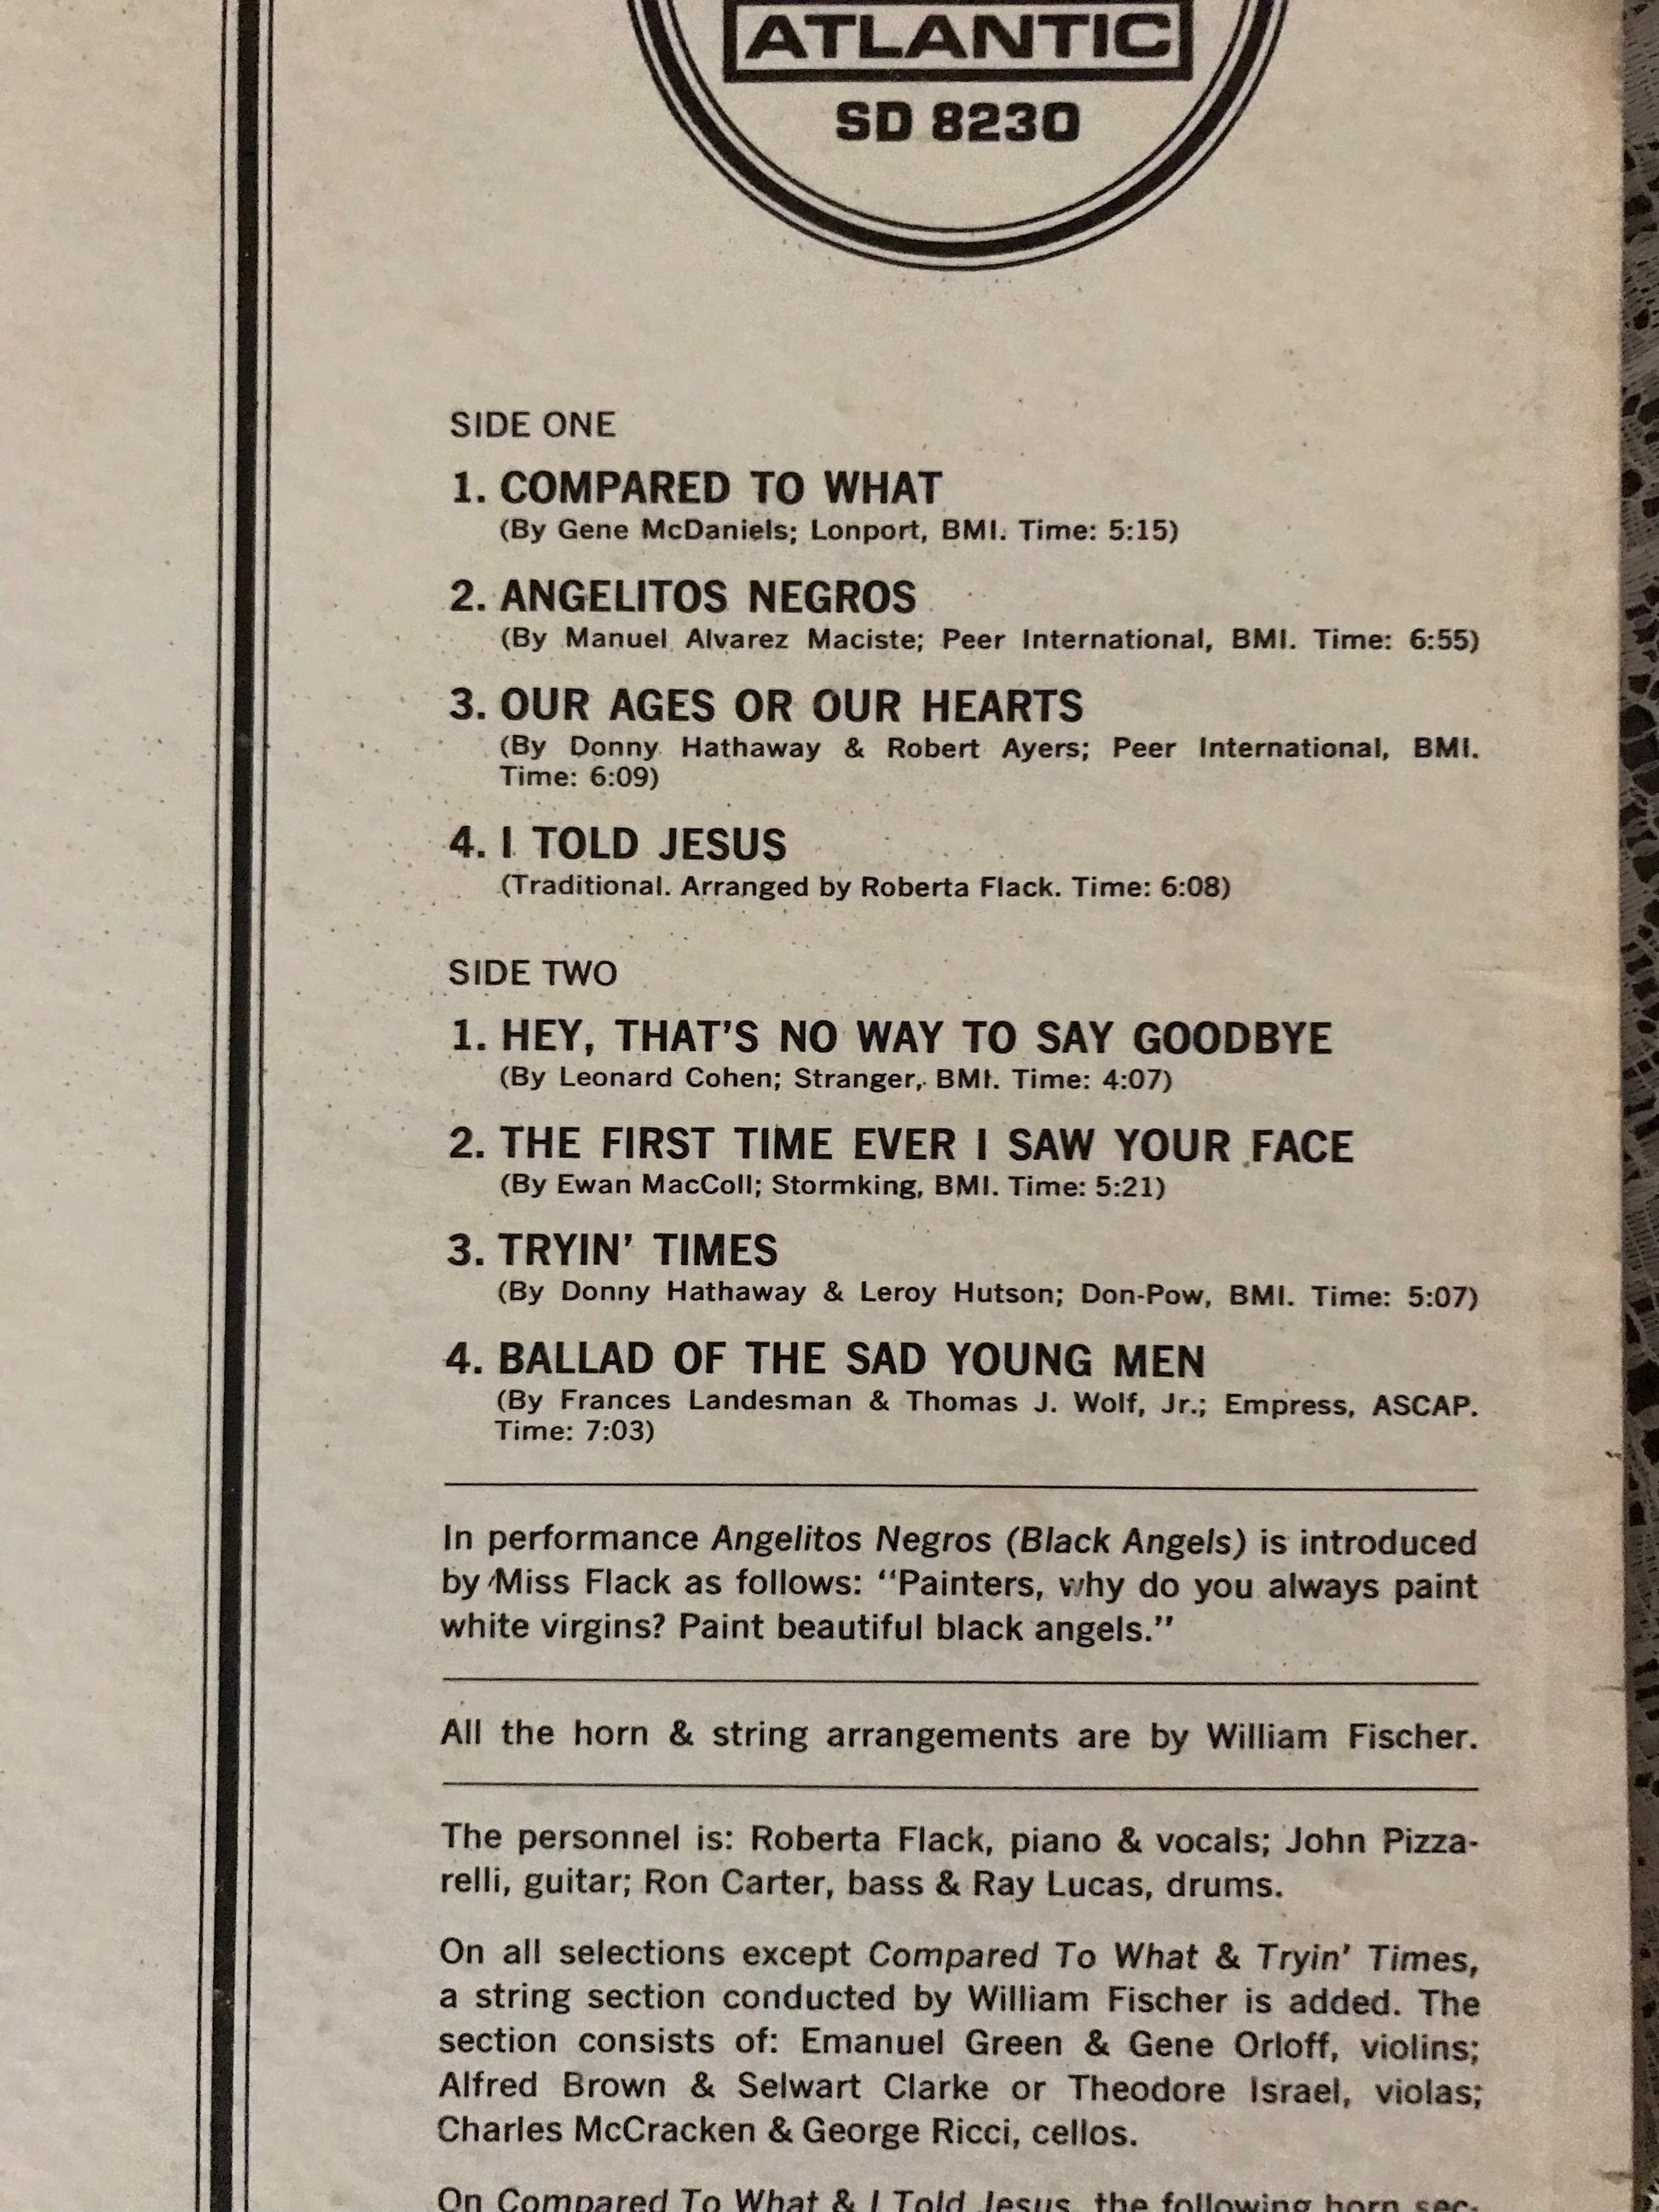 ATLANTIC
SD 8230
SIDE ONE
1. COMPARED TO WHAT
(By Gene McDaniels; Lonport, BMI. Time: 5:15)
2. ANGELITOS NEGROS
(By Manuel Alvarez Maciste; Peer International, BMI. Time: 6:55)
3. OUR AGES OR OUR HEARTS
(By Donny Hathaway & Robert Ayers; Peer International, BMI.
Time: 6:09)
4. I TOLD JESUS
(Traditional. Arranged by Roberta Flack. Time: 6:08)
SIDE TWO
1. HEY, THAT'S NO WAY TO SAY GOODBYE
(By Leonard Cohen; Stranger, BMI. Time: 4:07)
2. THE FIRST TIME EVER I SAW YOUR FACE
(By Ewan MacColl; Stormking, BMI. Time: 5:21)
3. TRYIN' TIMES
(By Donny Hathaway & Leroy Hutson; Don-Pow, BMI. Time: 5:07)
4. BALLAD OF THE SAD YOUNG MEN
(By Frances Landesman & Thomas J. Wolf, Jr.; Empress, ASCAP.
Time: 7:03)
In performance Angelitos Negros (Black Angels) is introduced
by Miss Flack as follows: "Painters, why do you always paint
white virgins? Paint beautiful black angels."
All the horn & string arrangements are by William Fischer.
The personnel is: Roberta Flack, piano & vocals; John Pizza-
relli, guitar; Ron Carter, bass & Ray Lucas, drums.
On all selections except Compared To What & Tryin' Times,
a string section conducted by William Fischer is added. The
section consists of: Emanuel Green & Gene Orloff, violins;
Alfred Brown & Selwart Clarke or Theodore Israel, violas;
Charles McCracken & George Ricci, cellos.
On Compared To What & I Told Jesus, the following horn sec-